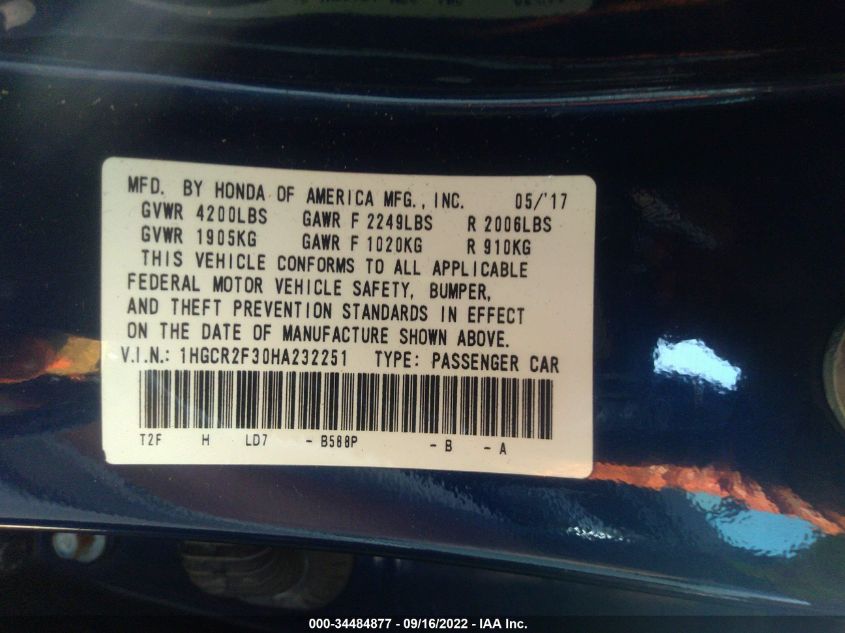 MFD. BY HONDA OF AMERICA MFG., INC. 05/'17
GVWR 4200LBS GAWR F 2249LBS R 2006LBS
GVWR 1905KG GAWR F 1020KG R 910KG
THIS VEHICLE CONFORMS TO ALL APPLICABLE
FEDERAL MOTOR VEHICLE SAFETY, BUMPER,
AND THEFT PREVENTION STANDARDS IN EFFECT
ON THE DATE OF MANUFACTURE SHOWN ABOVE.
V.I.N.: 1HGCR2F30HA232251 TYPE: PASSENGER CAR
T2F H LD7 - B588P - B - A
000-34484877 - 09/16/2022 - IAA Inc.